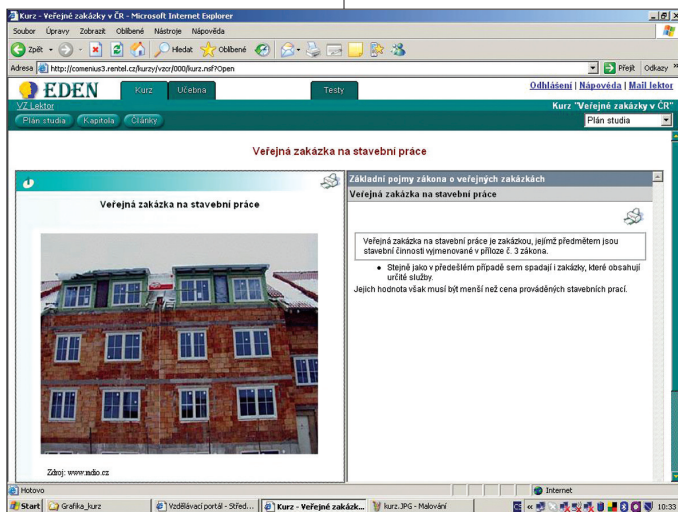 Kurz - Veřejné zakázky v ČR - Microsoft Internet Explorer
Soubor Úpravy Zobrazit Oblíbené Nástroje Nápověda
Zpět Hledat Oblíbené
Adresa http://comenius3.rentel.cz/kurzy/vzcr/000/kurz.nsf?Open Přejít Odkazy »
EDEN Kurz Učebna Testy Odhlášení | Nápověda | Mail lektor
VZ Lektor Kurz "Veřejné zakázky v ČR"
Plán studia Kapitola Články Plán studia
Veřejná zakázka na stavební práce
Veřejná zakázka na stavební práce
Zdroj: www.mdio.cz
Základní pojmy zákona o veřejných zakázkách
Veřejná zakázka na stavební práce
Veřejná zakázka na stavební práce je zakázkou, jejímž předmětem jsou
stavební činnosti vyjmenované v příloze č. 3 zákona.
• Stejně jako v předešlém případě sem spadají i zakázky, které obsahují
určité služby.
Jejich hodnota však musí být menší než cena prováděných stavebních prací.
Hotovo Internet
Start Grafika_kurz Vzdělávací portál - Střed... Kurz - Veřejné zakázk... kurz.JPG - Malování 10:33